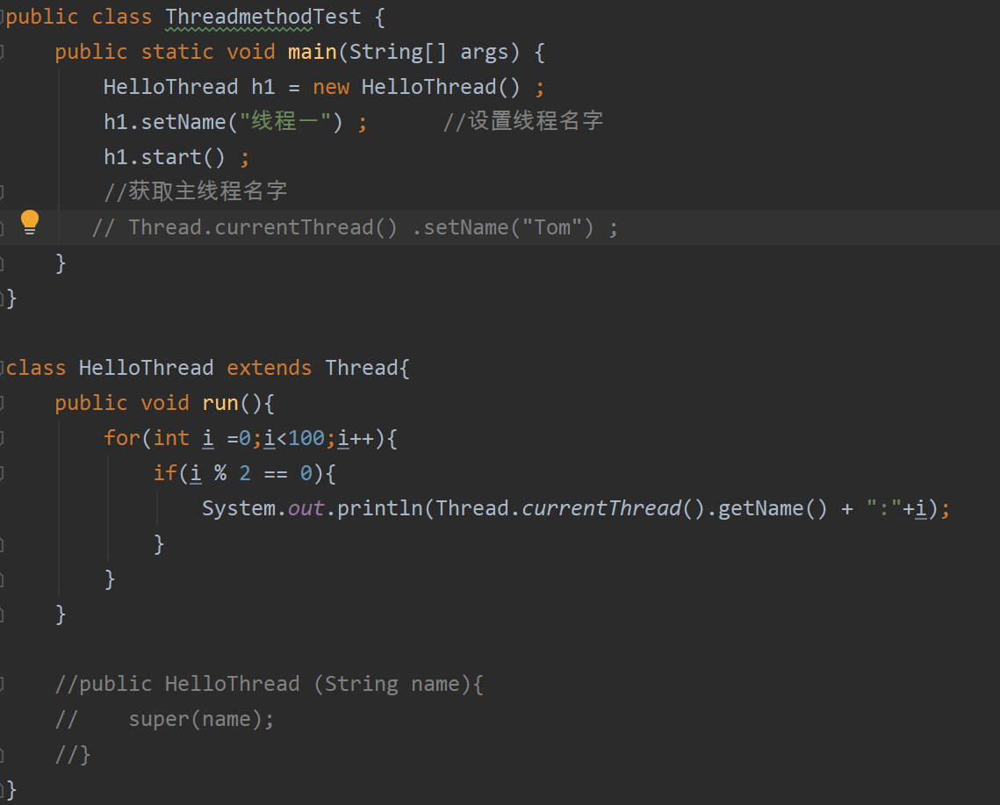 public class ThreadmethodTest {
    public static void main(String[] args) {
        HelloThread h1 = new HelloThread() ;
        h1.setName("线程一") ;      //设置线程名字
        h1.start() ;
        //获取主线程名字
       // Thread.currentThread() .setName("Tom") ;
    }
}

class HelloThread extends Thread{
    public void run(){
        for(int i =0;i<100;i++){
            if(i % 2 == 0){
                System.out.println(Thread.currentThread().getName() + ":"+i);
            }
        }
    }

    //public HelloThread (String name){
    //    super(name);
    //}
}